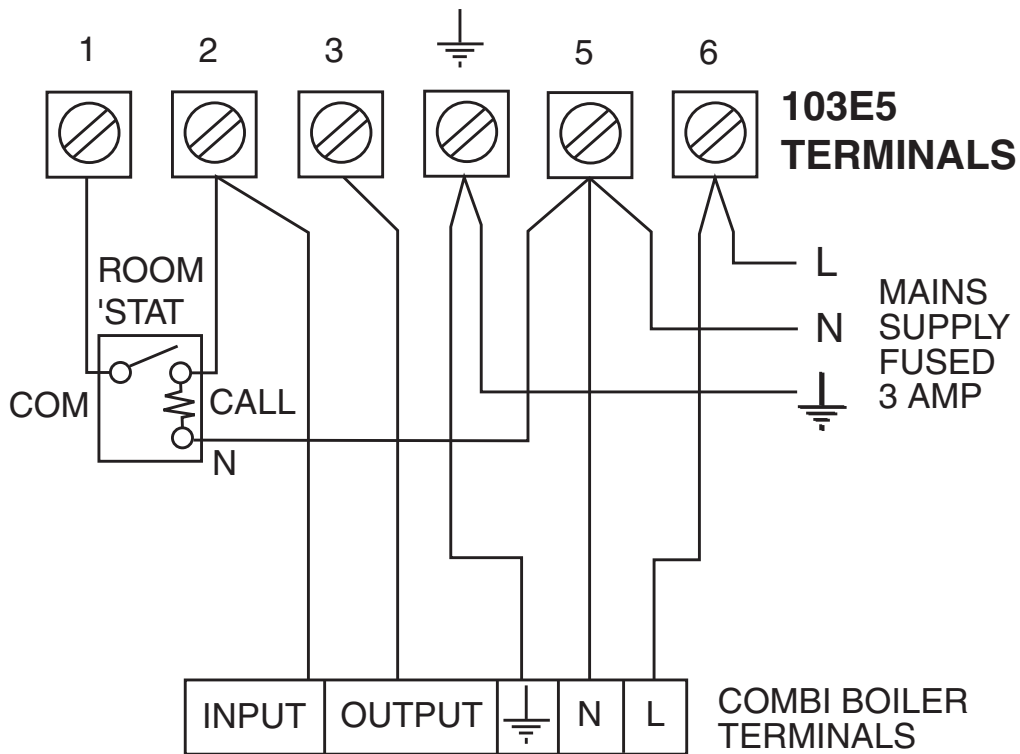 1
2
3
5
6
103E5
TERMINALS
ROOM
'STAT
COM
CALL
N
L
N
MAINS
SUPPLY
FUSED
3 AMP
INPUT
OUTPUT
N
L
COMBI BOILER
TERMINALS